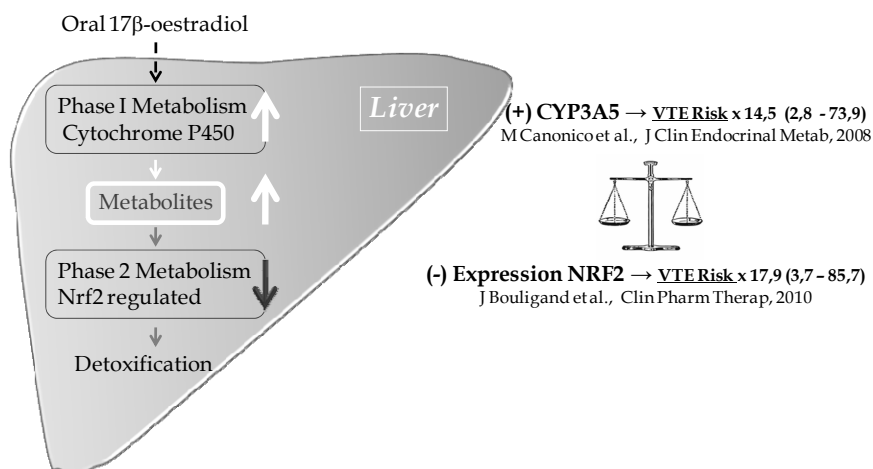 Oral 17β-oestradiol
Phase I Metabolism
Cytochrome P450
Liver
Metabolites
Phase 2 Metabolism
Nrf2 regulated
Detoxification
(+) CYP3A5 → VTE Risk x 14,5 (2,8 - 73,9)
M Canonico et al., J Clin Endocrinal Metab, 2008
(-) Expression NRF2 → VTE Risk x 17,9 (3,7 – 85,7)
J Bouligand et al., Clin Pharm Therap, 2010